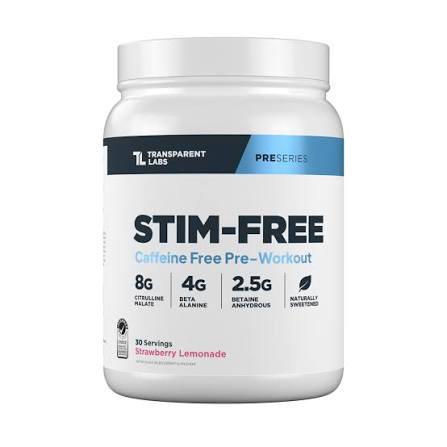 TL TRANSPARENT LABS
PRESERIES
STIM-FREE
Caffeine Free Pre-Workout
8G CITRULLINE MALATE
4G BETA ALANINE
2.5G BETAINE ANHYDROUS
NATURALLY SWEETENED
30 Servings
Strawberry Lemonade